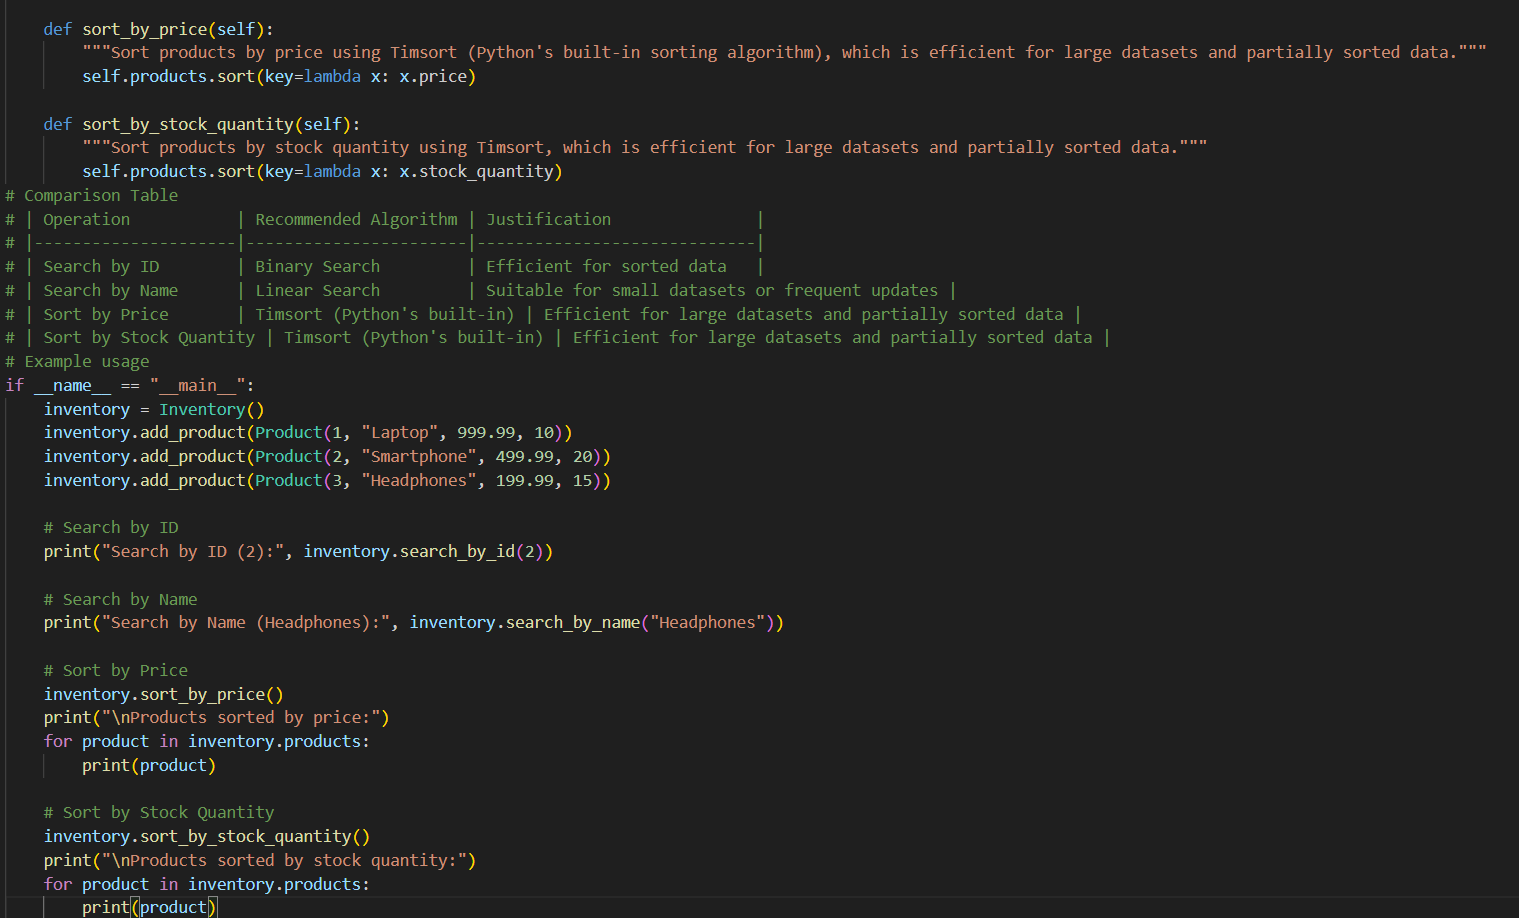 def sort_by_price(self):
        """Sort products by price using Timsort (Python's built-in sorting algorithm), which is efficient for large datasets and partially sorted data."""
        self.products.sort(key=lambda x: x.price)

    def sort_by_stock_quantity(self):
        """Sort products by stock quantity using Timsort, which is efficient for large datasets and partially sorted data."""
        self.products.sort(key=lambda x: x.stock_quantity)
# Comparison Table
# | Operation           | Recommended Algorithm | Justification               |
# |---------------------|-----------------------|-----------------------------|
# | Search by ID        | Binary Search         | Efficient for sorted data   |
# | Search by Name      | Linear Search         | Suitable for small datasets or frequent updates |
# | Sort by Price       | Timsort (Python's built-in) | Efficient for large datasets and partially sorted data |
# | Sort by Stock Quantity | Timsort (Python's built-in) | Efficient for large datasets and partially sorted data |
# Example usage
if __name__ == "__main__":
    inventory = Inventory()
    inventory.add_product(Product(1, "Laptop", 999.99, 10))
    inventory.add_product(Product(2, "Smartphone", 499.99, 20))
    inventory.add_product(Product(3, "Headphones", 199.99, 15))

    # Search by ID
    print("Search by ID (2):", inventory.search_by_id(2))

    # Search by Name
    print("Search by Name (Headphones):", inventory.search_by_name("Headphones"))

    # Sort by Price
    inventory.sort_by_price()
    print("\nProducts sorted by price:")
    for product in inventory.products:
        print(product)

    # Sort by Stock Quantity
    inventory.sort_by_stock_quantity()
    print("\nProducts sorted by stock quantity:")
    for product in inventory.products:
        print(product)